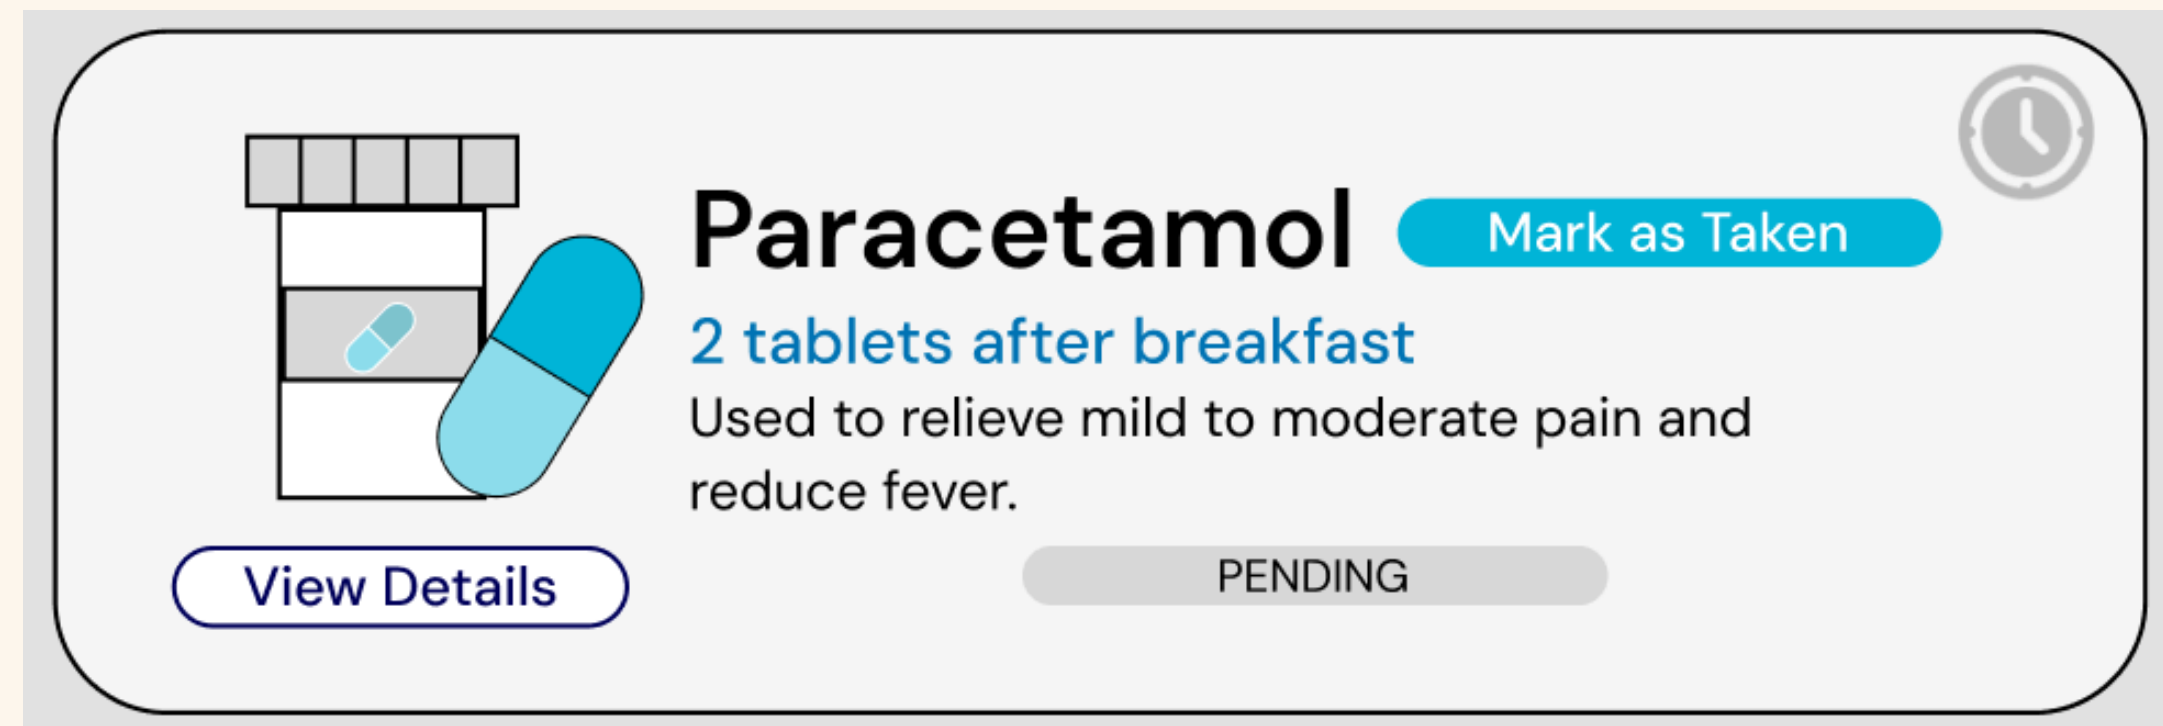 Paracetamol
Mark as Taken
2 tablets after breakfast
Used to relieve mild to moderate pain and
reduce fever.
View Details
PENDING